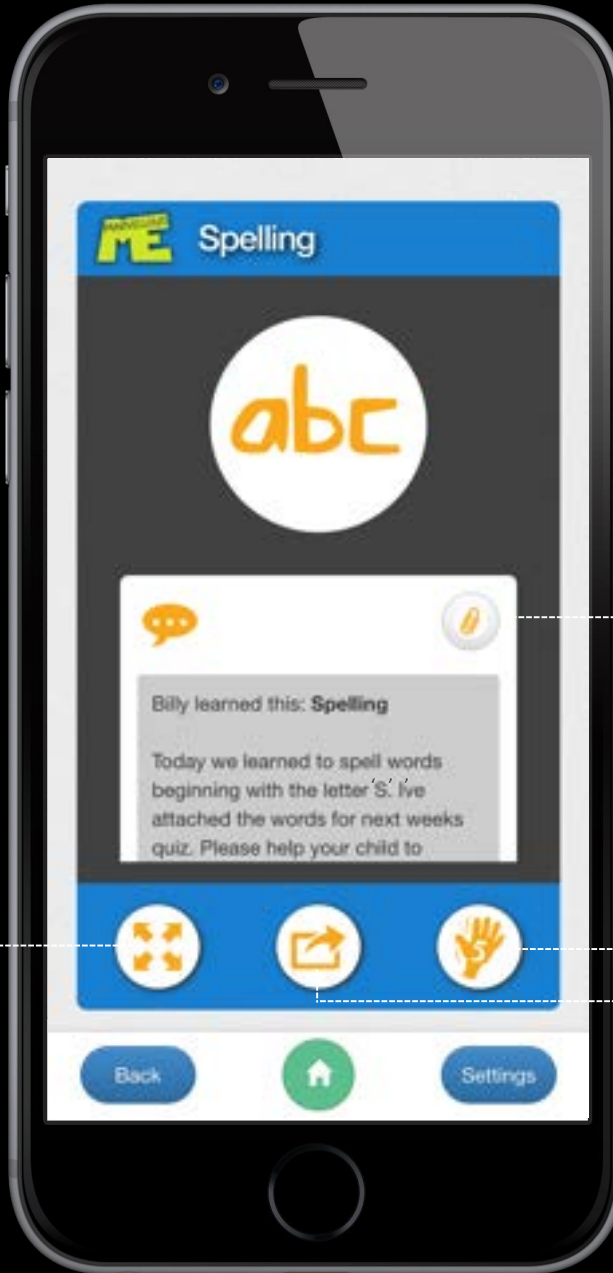 ME Spelling
abc
Billy learned this: Spelling
Today we learned to spell words
beginning with the letter 'S'. I've
attached the words for next weeks
quiz. Please help your child to
5
Back
Settings